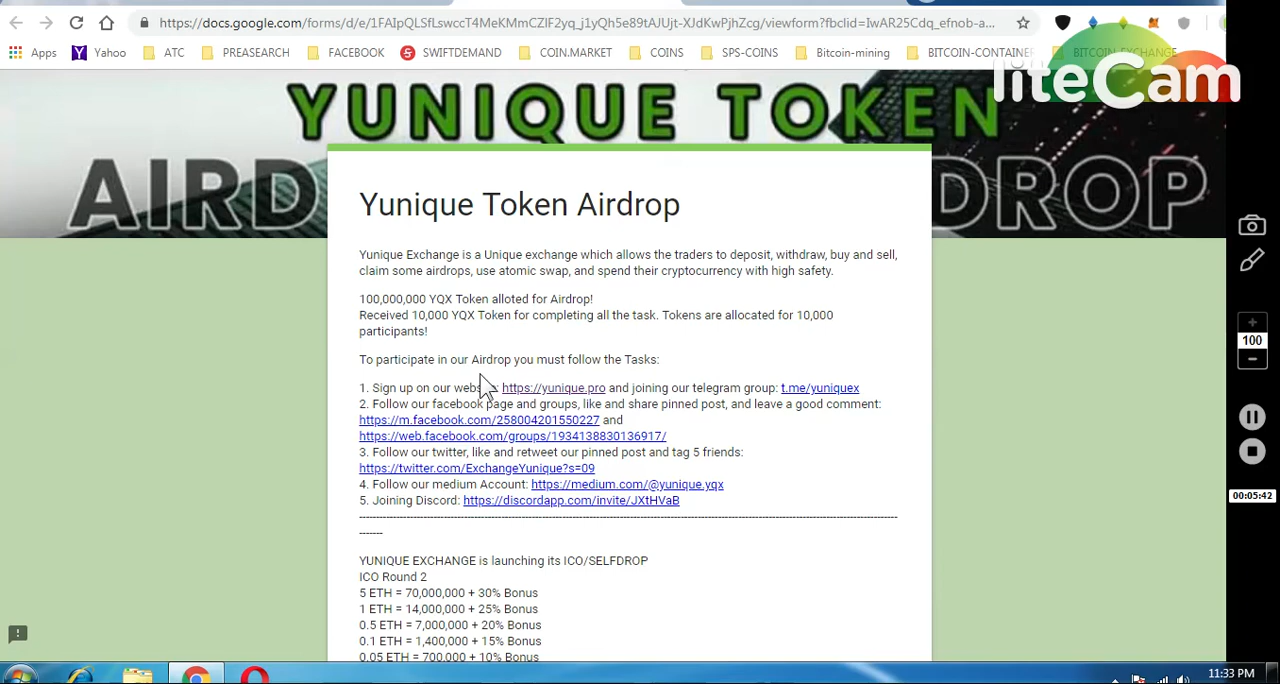 https://docs.google.com/forms/d/e/1FAIpQLSfLswccT4MeKMmCZlF2yq_j1yQh5e89tAJUjt-XJdKwPjhZcg/viewform?fbclid=IwAR25Cdq_efnob-a...
Apps Yahoo ATC PREASEARCH FACEBOOK SWIFTDEMAND COIN.MARKET COINS SPS-COINS Bitcoin-mining BITCOIN-CONTAINER BITCOIN-EXCHANGE
liteCam
YUNIQUE TOKEN
AIRD DROP
Yunique Token Airdrop
Yunique Exchange is a Unique exchange which allows the traders to deposit, withdraw, buy and sell,
claim some airdrops, use atomic swap, and spend their cryptocurrency with high safety.
100,000,000 YQX Token alloted for Airdrop!
Received 10,000 YQX Token for completing all the task. Tokens are allocated for 10,000
participants!
To participate in our Airdrop you must follow the Tasks:
1. Sign up on our website: https://yunique.pro and joining our telegram group: t.me/yuniquex
2. Follow our facebook page and groups, like and share pinned post, and leave a good comment:
https://m.facebook.com/258004201550227 and
https://web.facebook.com/groups/1934138830136917/
3. Follow our twitter, like and retweet our pinned post and tag 5 friends:
https://twitter.com/ExchangeYunique?s=09
4. Follow our medium Account: https://medium.com/@yunique.yqx
5. Joining Discord: https://discordapp.com/invite/JXtHVaB
YUNIQUE EXCHANGE is launching its ICO/SELFDROP
ICO Round 2
5 ETH = 70,000,000 + 30% Bonus
1 ETH = 14,000,000 + 25% Bonus
0.5 ETH = 7,000,000 + 20% Bonus
0.1 ETH = 1,400,000 + 15% Bonus
0.05 ETH = 700,000 + 10% Bonus
100
00:05:42
11:33 PM